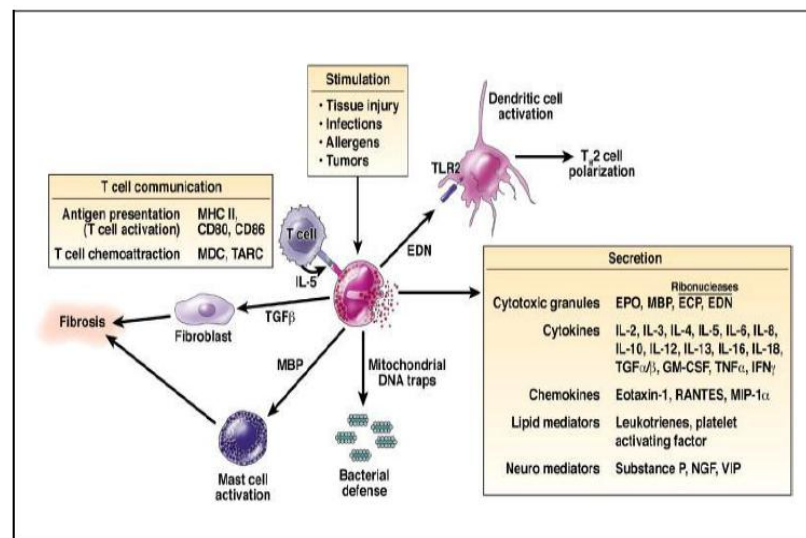 Stimulation
• Tissue injury
• Infections
• Allergens
• Tumors
Dendritic cell
activation
TLR2
TH2 cell
polarization
T cell communication
Antigen presentation MHC II,
(T cell activation) CD80, CD86
T cell chemoattraction MDC, TARC
T cell
IL-5
EDN
Secretion
Ribonucleases
Cytotoxic granules EPO, MBP, ECP, EDN
Cytokines IL-2, IL-3, IL-4, IL-5, IL-6, IL-8,
IL-10, IL-12, IL-13, IL-16, IL-18,
TGFα/β, GM-CSF, TNFα, IFNγ
Chemokines Eotaxin-1, RANTES, MIP-1α
Lipid mediators Leukotrienes, platelet
activating factor
Neuro mediators Substance P, NGF, VIP
TGFβ
Fibroblast
Fibrosis
MBP
Mitochondrial
DNA traps
Mast cell
activation
Bacterial
defense